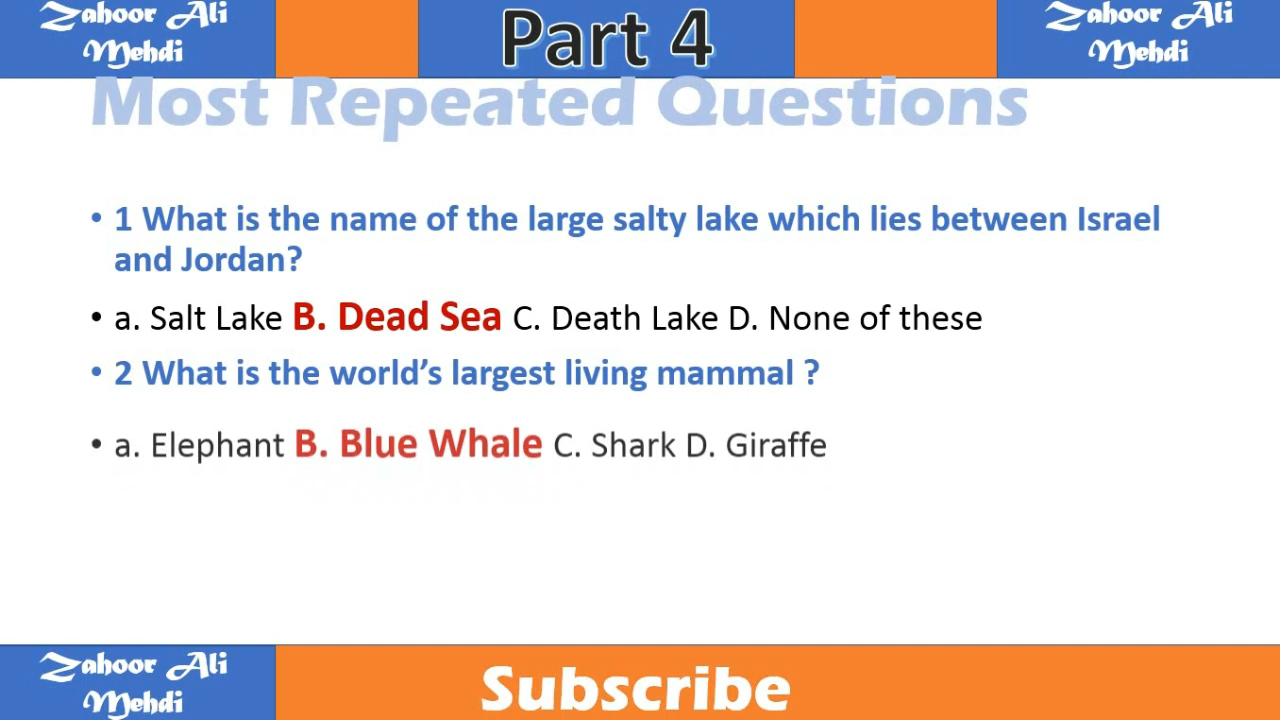 Zahoor Ali
Mehdi
Part 4
Zahoor Ali
Mehdi
Most Repeated Questions
• 1 What is the name of the large salty lake which lies between Israel
and Jordan?
• a. Salt Lake B. Dead Sea C. Death Lake D. None of these
• 2 What is the world’s largest living mammal ?
• a. Elephant B. Blue Whale C. Shark D. Giraffe
Zahoor Ali
Mehdi
Subscribe